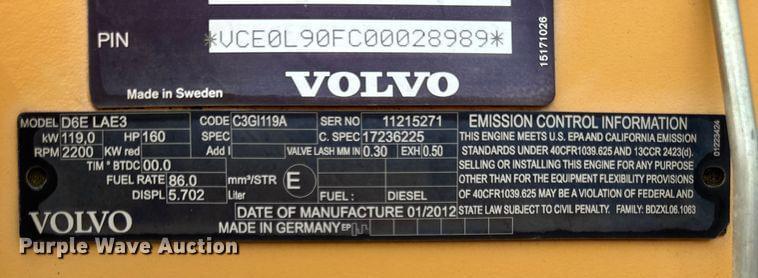 PIN *VCE0L90FC00028989*
15171026
Made in Sweden VOLVO
MODEL D6E LAE3 CODE C3GI119A SER NO 11215271
kW 119,0 HP 160 SPEC C. SPEC 17236225
RPM 2200 KW red Add I VALVE LASH MM IN 0.30 EXH 0.50
TIM ° BTDC 00.0
FUEL RATE 86.0 mm³/STR E
DISPL 5.702 Liter FUEL: DIESEL
VOLVO DATE OF MANUFACTURE 01/2012
MADE IN GERMANY EP
EMISSION CONTROL INFORMATION
THIS ENGINE MEETS U.S. EPA AND CALIFORNIA EMISSION
STANDARDS UNDER 40CFR1039.625 AND 13CCR 2423(d).
SELLING OR INSTALLING THIS ENGINE FOR ANY PURPOSE
OTHER THAN FOR THE EQUIPMENT FLEXIBILITY PROVISIONS
OF 40CFR1039.625 MAY BE A VIOLATION OF FEDERAL AND
STATE LAW SUBJECT TO CIVIL PENALTY. FAMILY: BDZXL06.1063
01223424
Purple Wave Auction